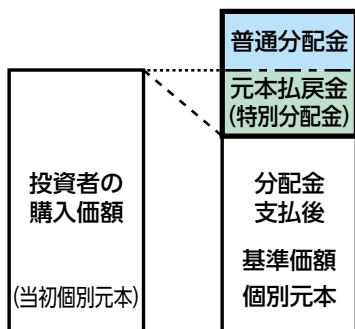 普通分配金
元本払戻金
(特別分配金)
投資者の
購入価額
(当初個別元本)
分配金
支払後
基準価額
個別元本